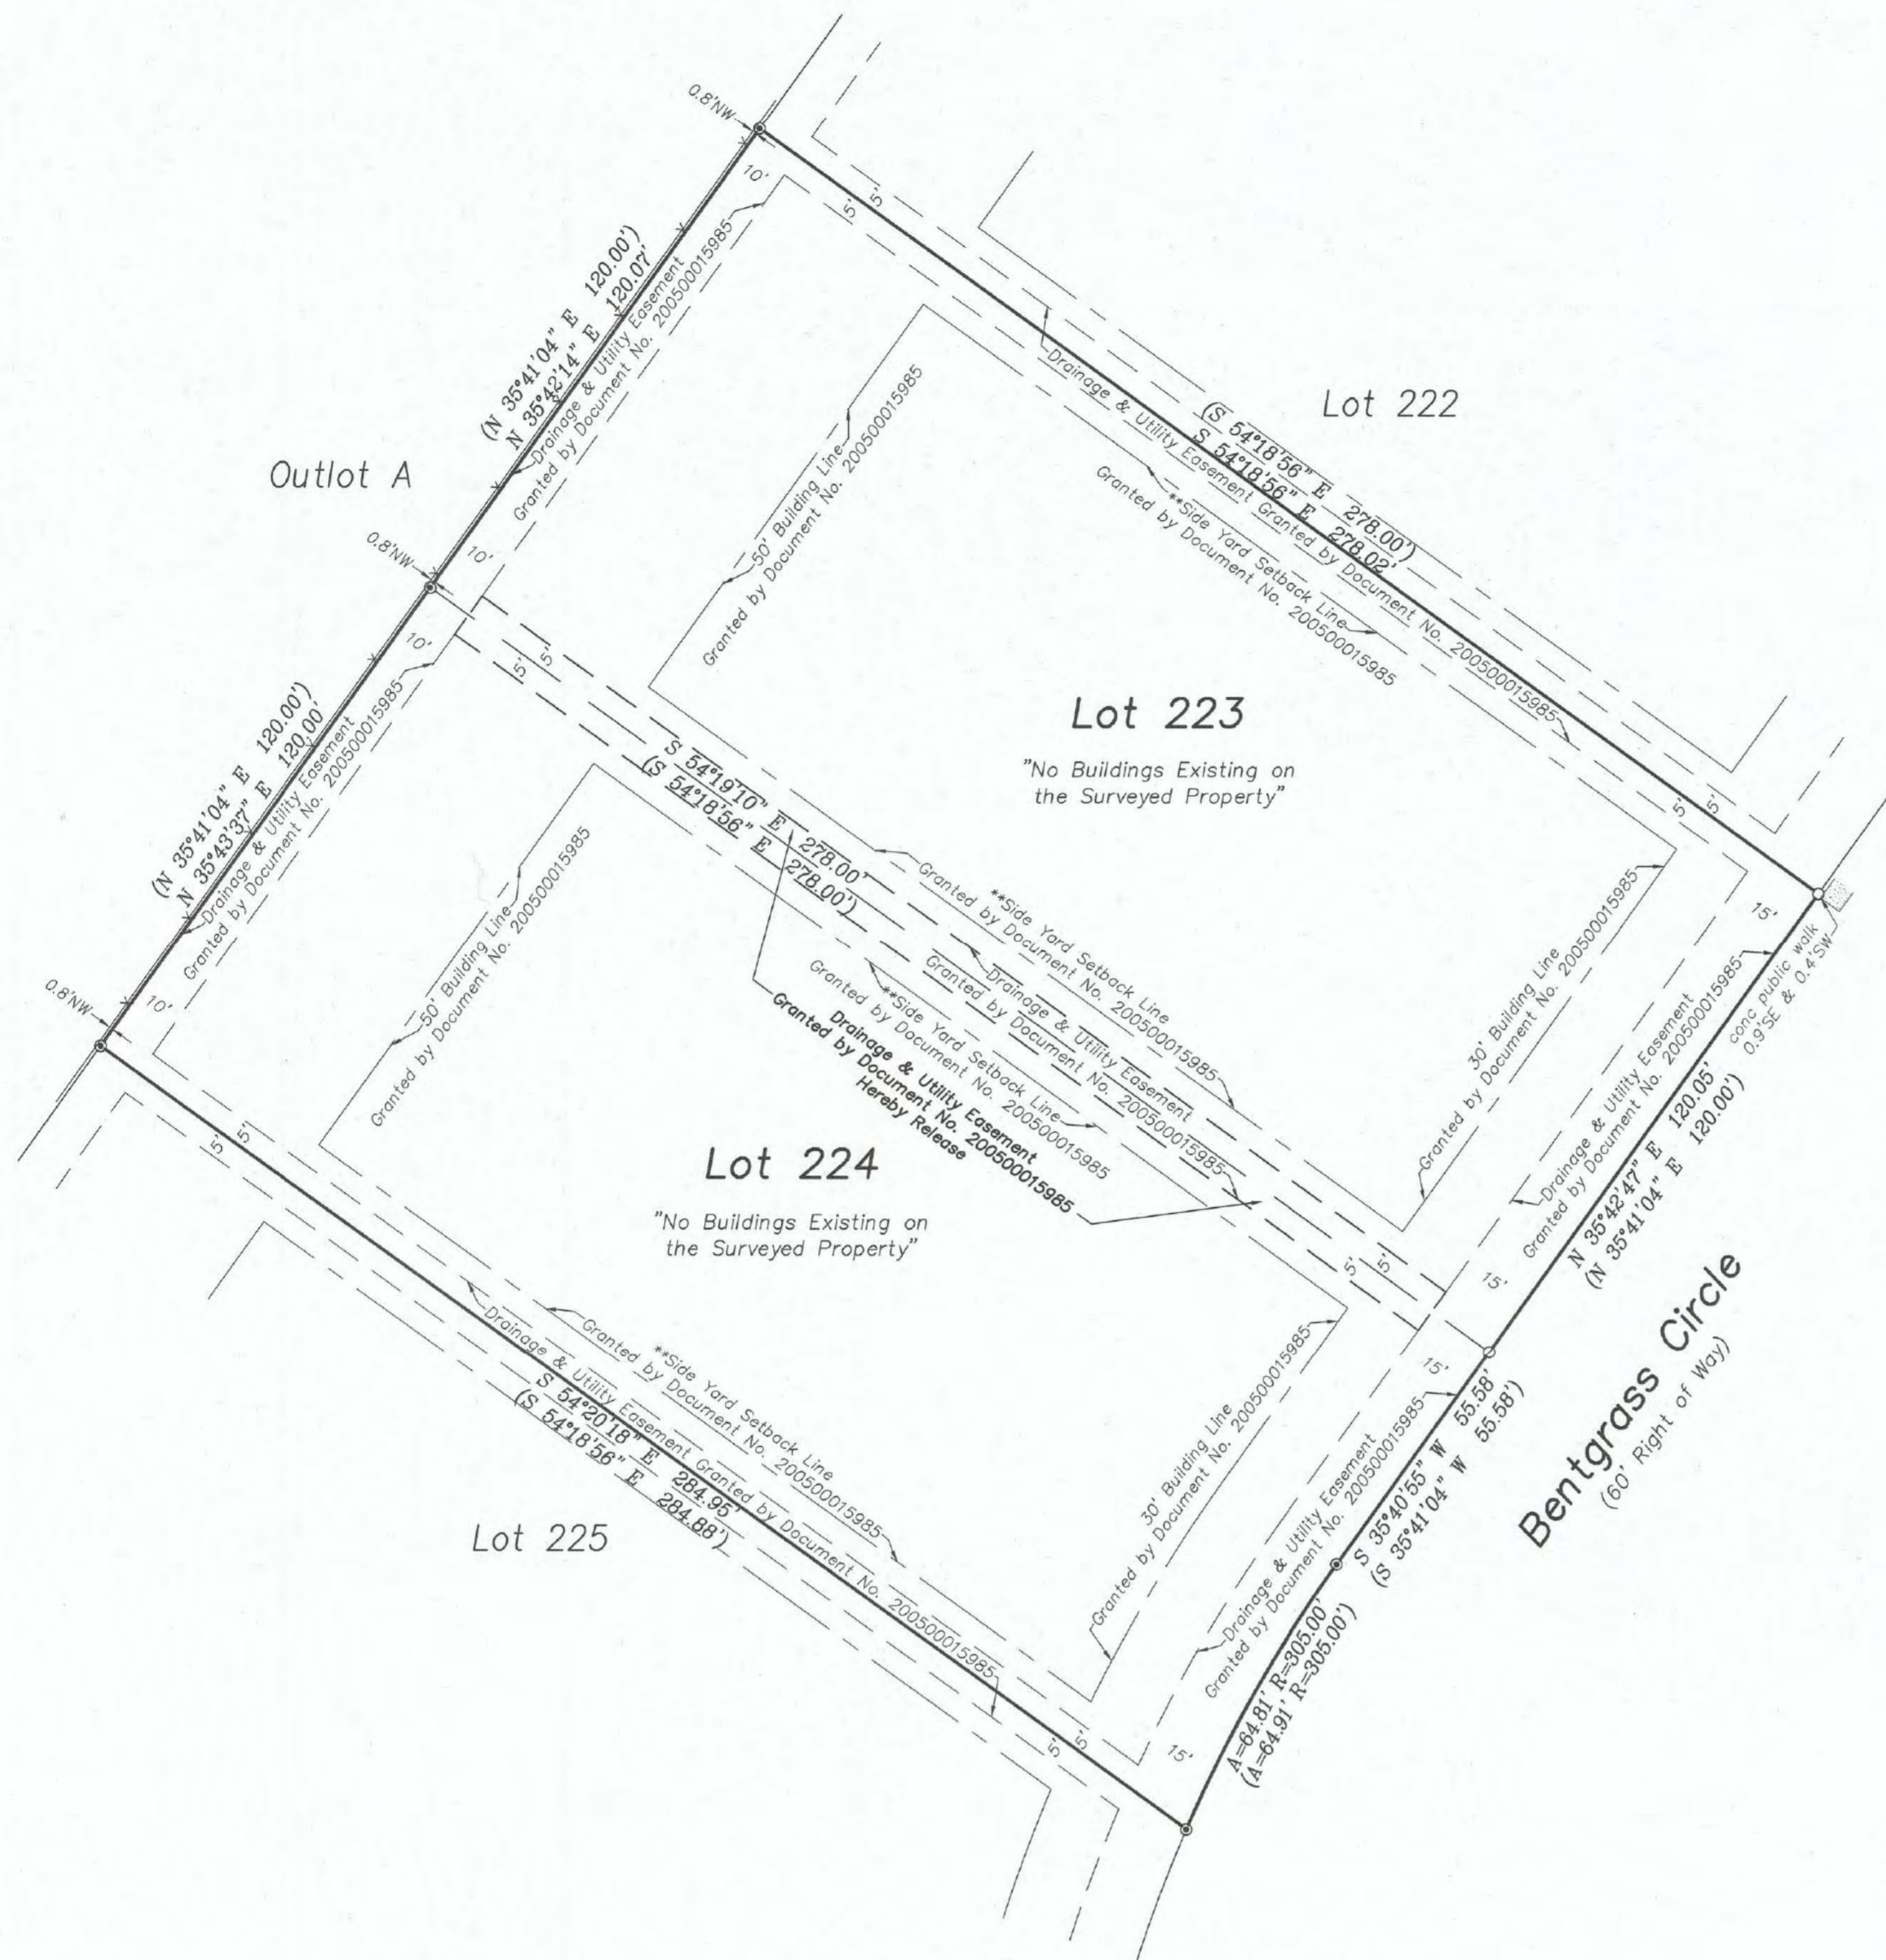 0.8'NW
10'
5'
5'
(N 35°41'04" E 120.00')
N 35°42'14" E 120.07'
Drainage & Utility Easement
Granted by Document No. 200500015985
50' Building Line
Granted by Document No. 200500015985
Drainage & Utility Easement Granted by Document No. 200500015985
(S 54°18'56" E 278.00')
S 54°18'56" E 278.02'
Lot 222
**Side Yard Setback Line
Granted by Document No. 200500015985
Outlot A
0.8'NW
10'
10'
5'
5'
Lot 223
"No Buildings Existing on
the Surveyed Property"
5'
5'
(N 35°41'04" E 120.00')
N 35°43'37" E 120.00'
Drainage & Utility Easement
Granted by Document No. 200500015985
50' Building Line
Granted by Document No. 200500015985
S 54°19'10" E 278.00'
(S 54°18'56" E 278.00')
**Side Yard Setback Line
Granted by Document No. 200500015985
Drainage & Utility Easement
Granted by Document No. 200500015985
**Side Yard Setback Line
Granted by Document No. 200500015985
Drainage & Utility Easement
Granted by Document No. 200500015985
Hereby Release
30' Building Line
Granted by Document No. 200500015985
15'
conc public walk
0.9'SE & 0.4'SW
Drainage & Utility Easement
Granted by Document No. 200500015985
N 35°42'47" E 120.05'
(N 35°41'04" E 120.00')
0.8'NW
10'
5'
5'
Lot 224
"No Buildings Existing on
the Surveyed Property"
5'
5'
15'
15'
Bentgrass Circle
(60' Right of Way)
**Side Yard Setback Line
Granted by Document No. 200500015985
Drainage & Utility Easement Granted by Document No. 200500015985
S 54°20'18" E 284.95'
(S 54°18'56" E 284.88')
Lot 225
30' Building Line
Granted by Document No. 200500015985
Drainage & Utility Easement
Granted by Document No. 200500015985
S 35°40'55" W 55.58'
(S 35°41'04" W 55.58')
A=64.81' R=305.00'
(A=64.91' R=305.00')
5'
5'
15'